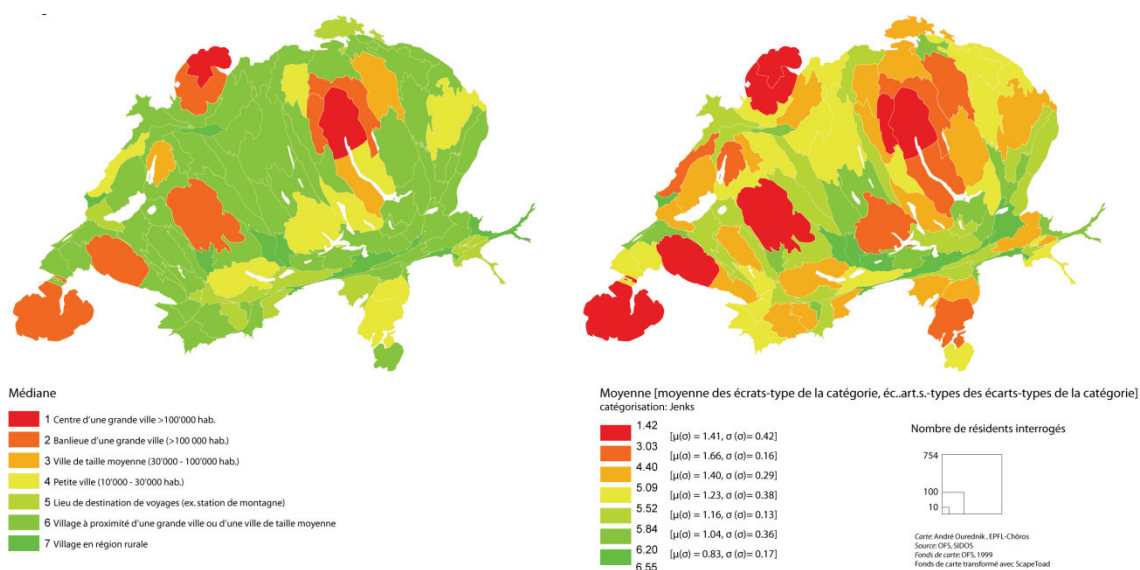 Médiane
1 Centre d'une grande ville >100'000 hab.
2 Banlieue d'une grande ville (>100 000 hab.)
3 Ville de taille moyenne (30'000 - 100'000 hab.)
4 Petite ville (10'000 - 30'000 hab.)
5 Lieu de destination de voyages (ex. station de montagne)
6 Village à proximité d'une grande ville ou d'une ville de taille moyenne
7 Village en région rurale
Moyenne [moyenne des écrats-type de la catégorie, éc..art.s.-types des écarts-types de la catégorie]
catégorisation: Jenks
1.42
[μ(σ) = 1.41, σ (σ)= 0.42]
3.03
[μ(σ) = 1.66, σ (σ)= 0.16]
4.40
[μ(σ) = 1.40, σ (σ)= 0.29]
5.09
[μ(σ) = 1.23, σ (σ)= 0.38]
5.52
[μ(σ) = 1.16, σ (σ)= 0.13]
5.84
[μ(σ) = 1.04, σ (σ)= 0.36]
6.20
[μ(σ) = 0.83, σ (σ)= 0.17]
6.55
Nombre de résidents interrogés
754
100
10
Carte: André Ourednik , EPFL-Chôros
Source: OFS, SIDOS
Fonds de carte: OFS, 1999
Fonds de carte transformé avec ScapeToad